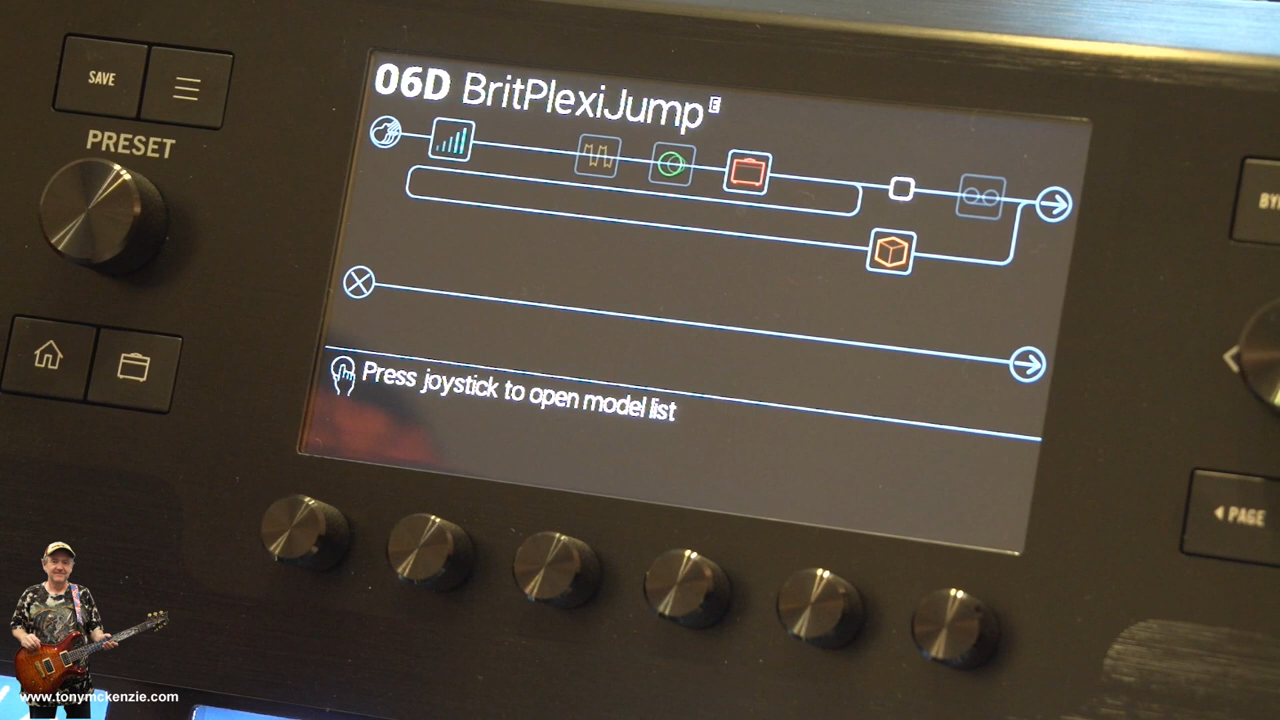 SAVE
PRESET
06D BritPlexiJump E
Press joystick to open model list
PAGE
www.tonymckenzie.com